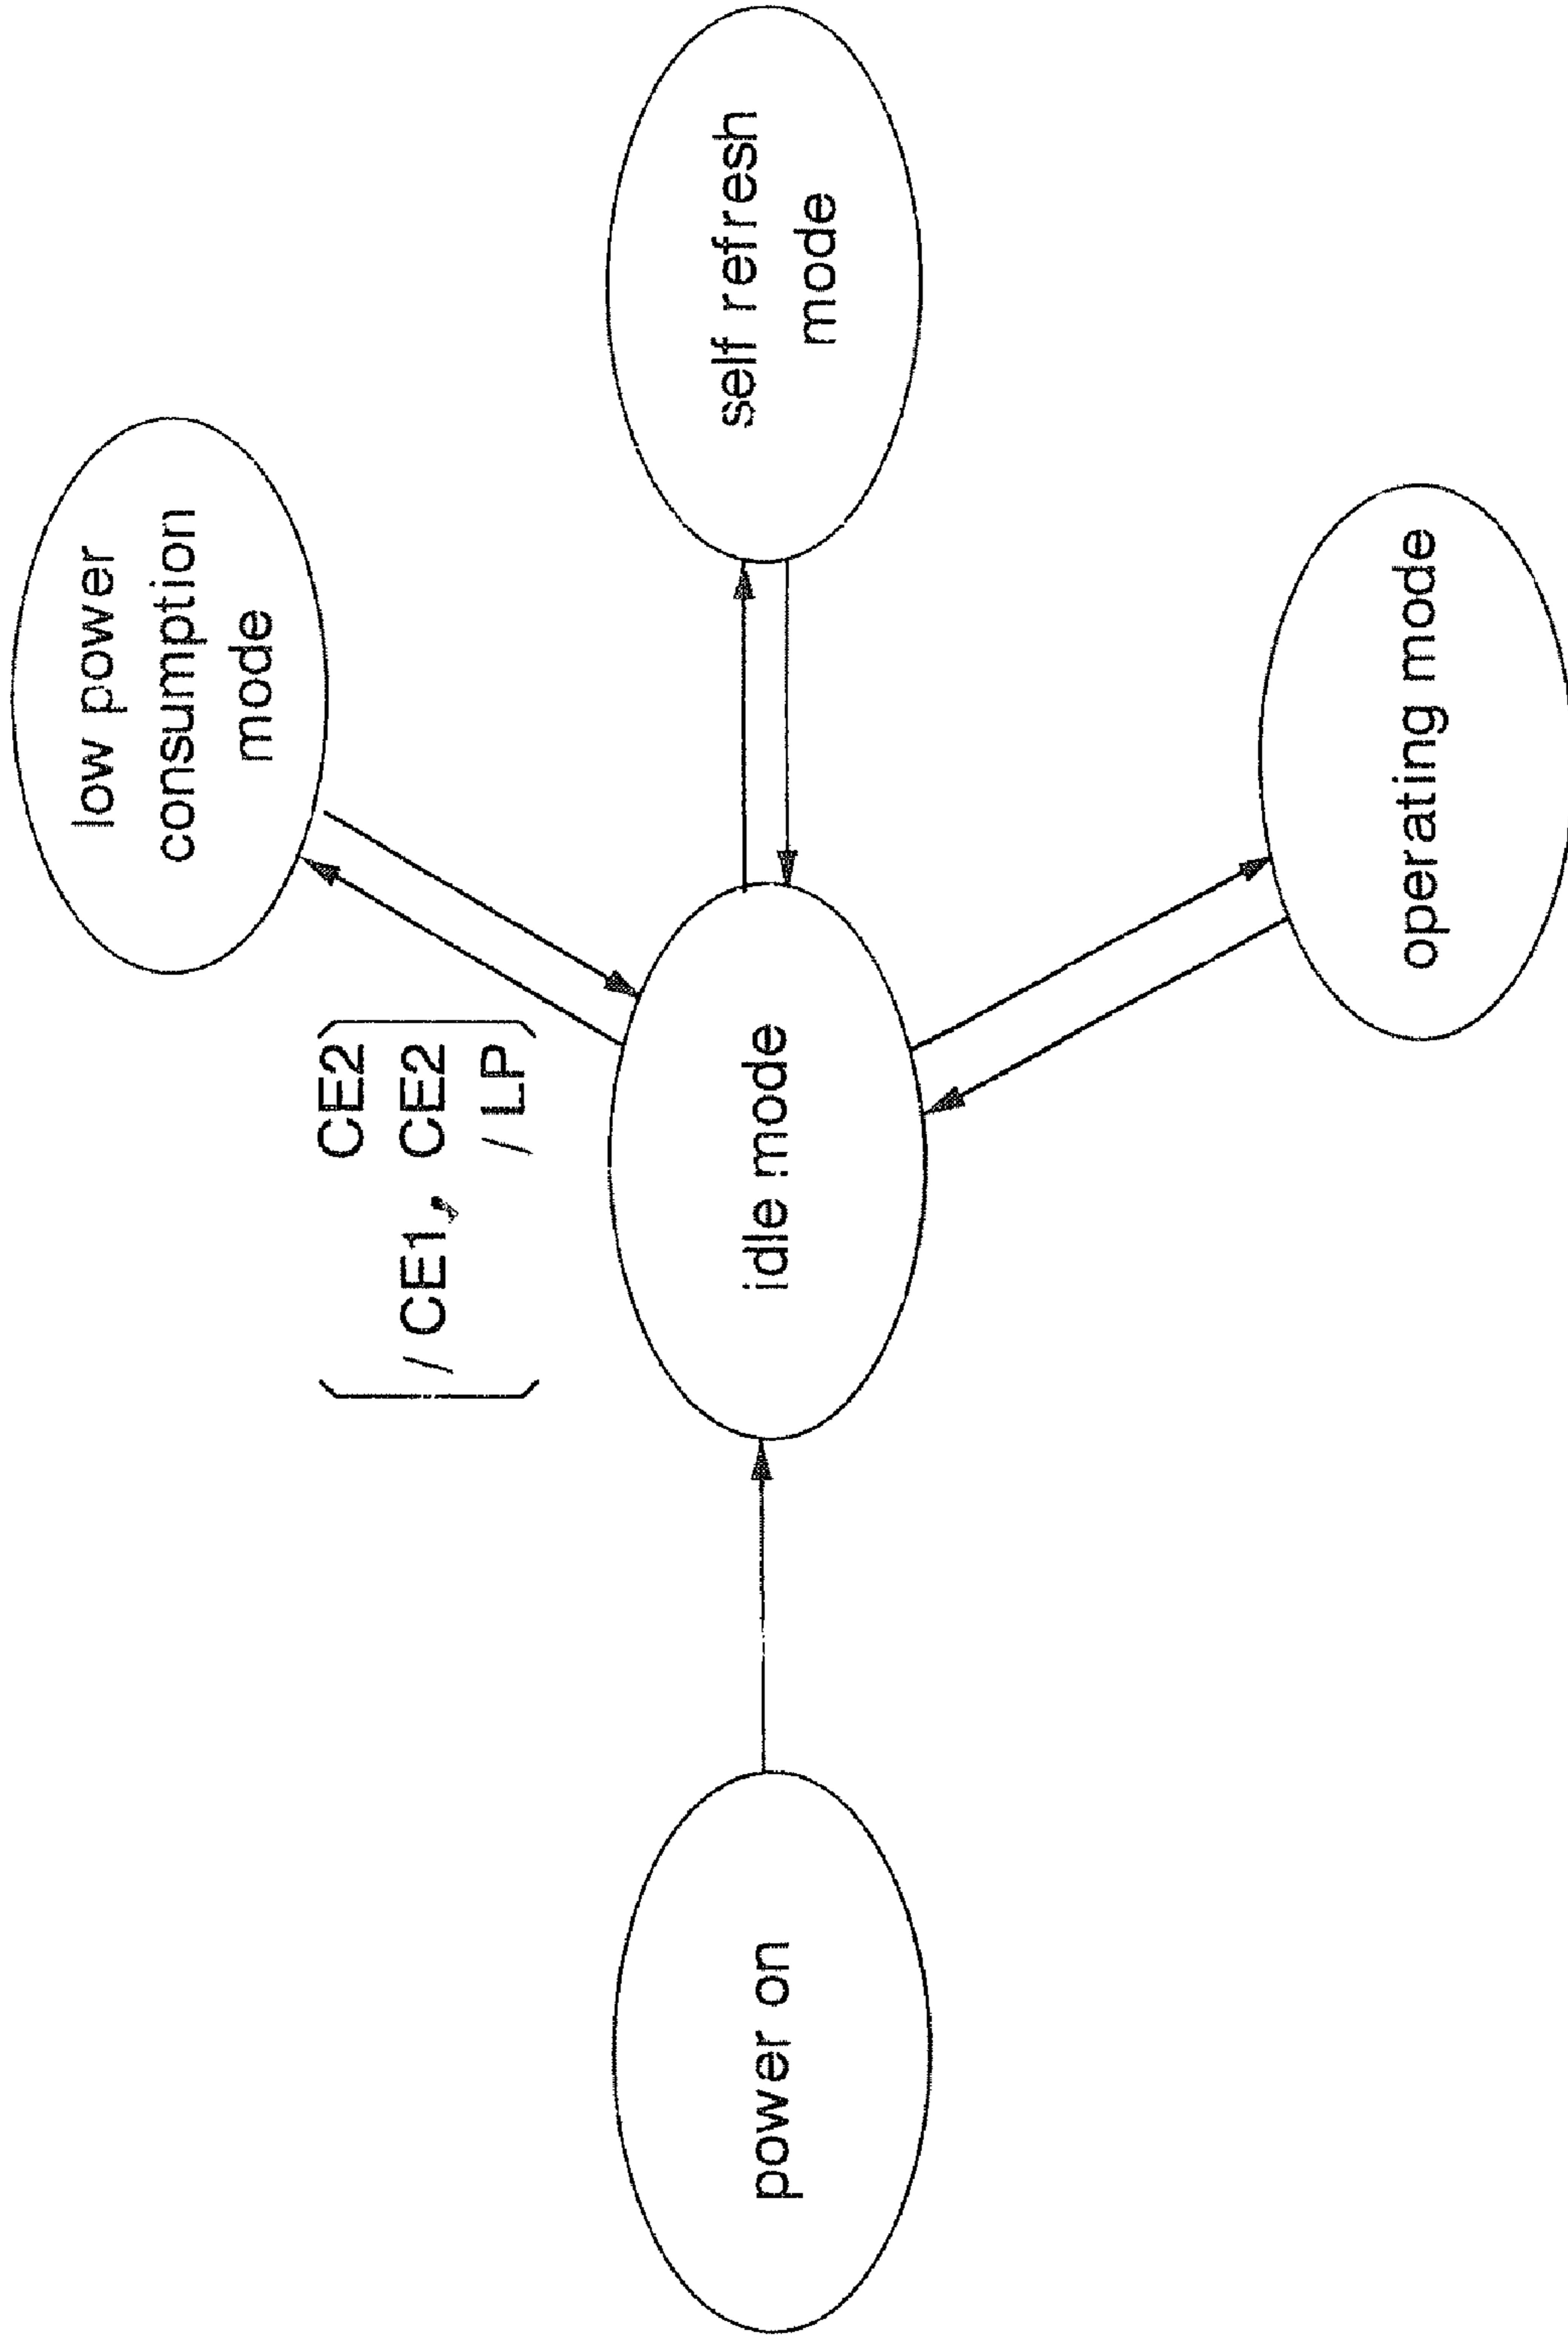 low power
consumption
mode
CE2
/ CE1, CE2
/ LP
power on
idle mode
self refresh
mode
operating mode